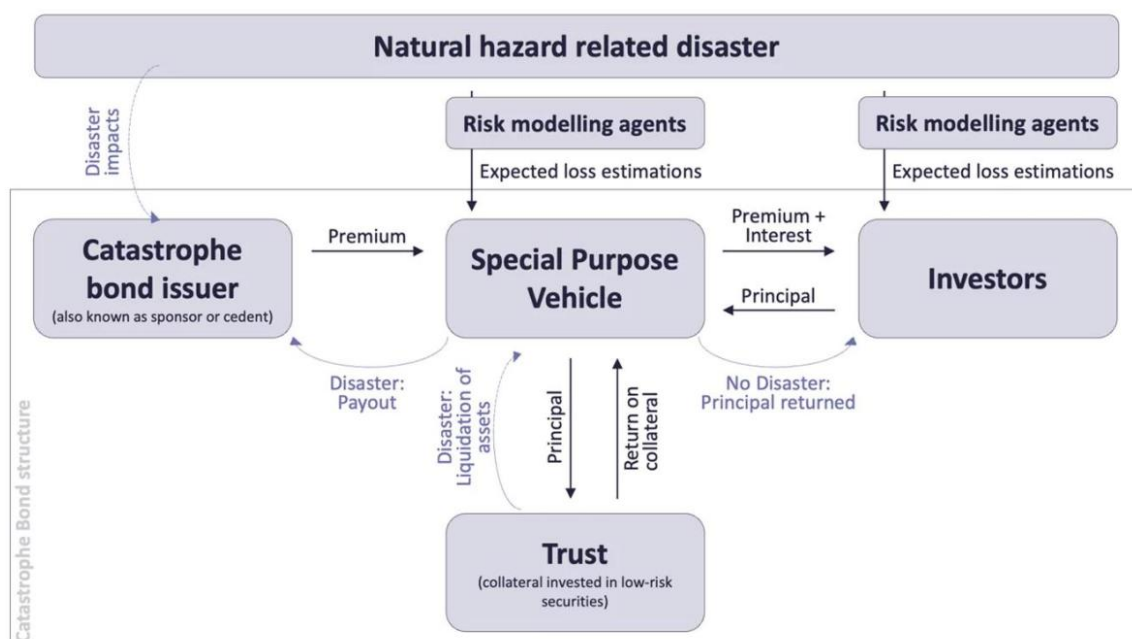 Natural hazard related disaster
Disaster
impacts
Risk modelling agents
Risk modelling agents
Expected loss estimations
Expected loss estimations
Catastrophe
bond issuer
(also known as sponsor or cedent)
Premium
Special Purpose
Vehicle
Premium +
Interest
Principal
Investors
Disaster:
Payout
Disaster:
Liquidation of
assets
Principal
Return on
collateral
No Disaster:
Principal returned
Trust
(collateral invested in low-risk
securities)
Catastrophe Bond structure